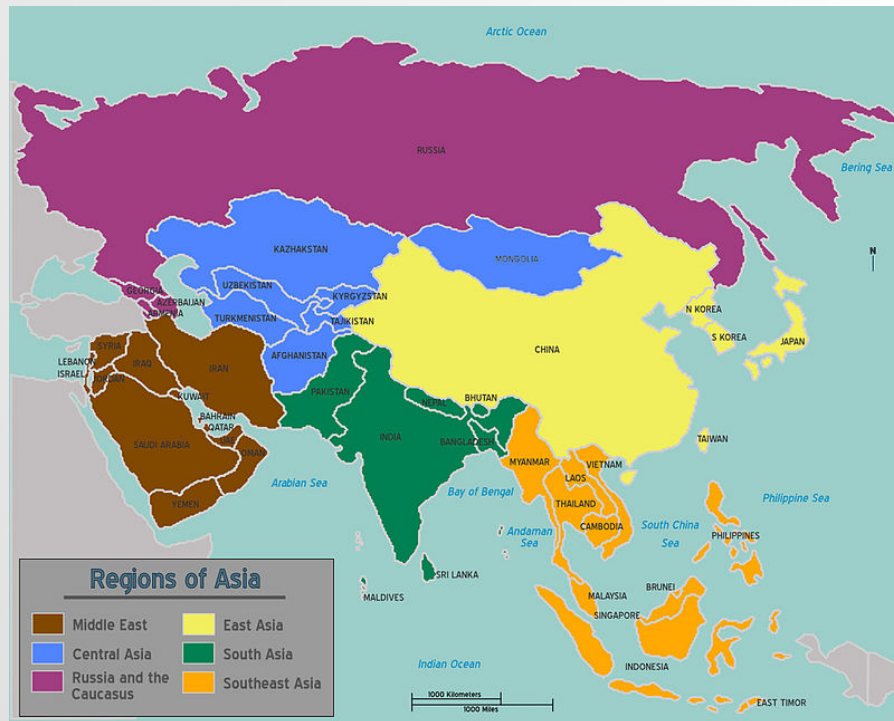 Arctic Ocean
RUSSIA
Bering Sea
N
KAZHAKSTAN
MONGOLIA
GEORGIA
AZERBAIJAN
ARMENIA
UZBEKISTAN
KYRGYZSTAN
TURKMENISTAN
TAJIKISTAN
N KOREA
S KOREA
JAPAN
CHINA
SYRIA
LEBANON
ISRAEL
JORDAN
IRAQ
IRAN
AFGHANISTAN
KUWAIT
PAKISTAN
NEPAL
BHUTAN
BAHRAIN
QATAR
UAE
SAUDI ARABIA
OMAN
INDIA
BANGLADESH
TAIWAN
MYANMAR
VIETNAM
LAOS
YEMEN
Arabian Sea
Bay of Bengal
THAILAND
Philippine Sea
CAMBODIA
Andaman
Sea
South China
Sea
PHILIPPINES
SRI LANKA
MALDIVES
MALAYSIA
BRUNEI
SINGAPORE
INDONESIA
Indian Ocean
EAST TIMOR
Regions of Asia
Middle East
East Asia
Central Asia
South Asia
Russia and the
Caucasus
Southeast Asia
1000 Kilometers
1000 Miles